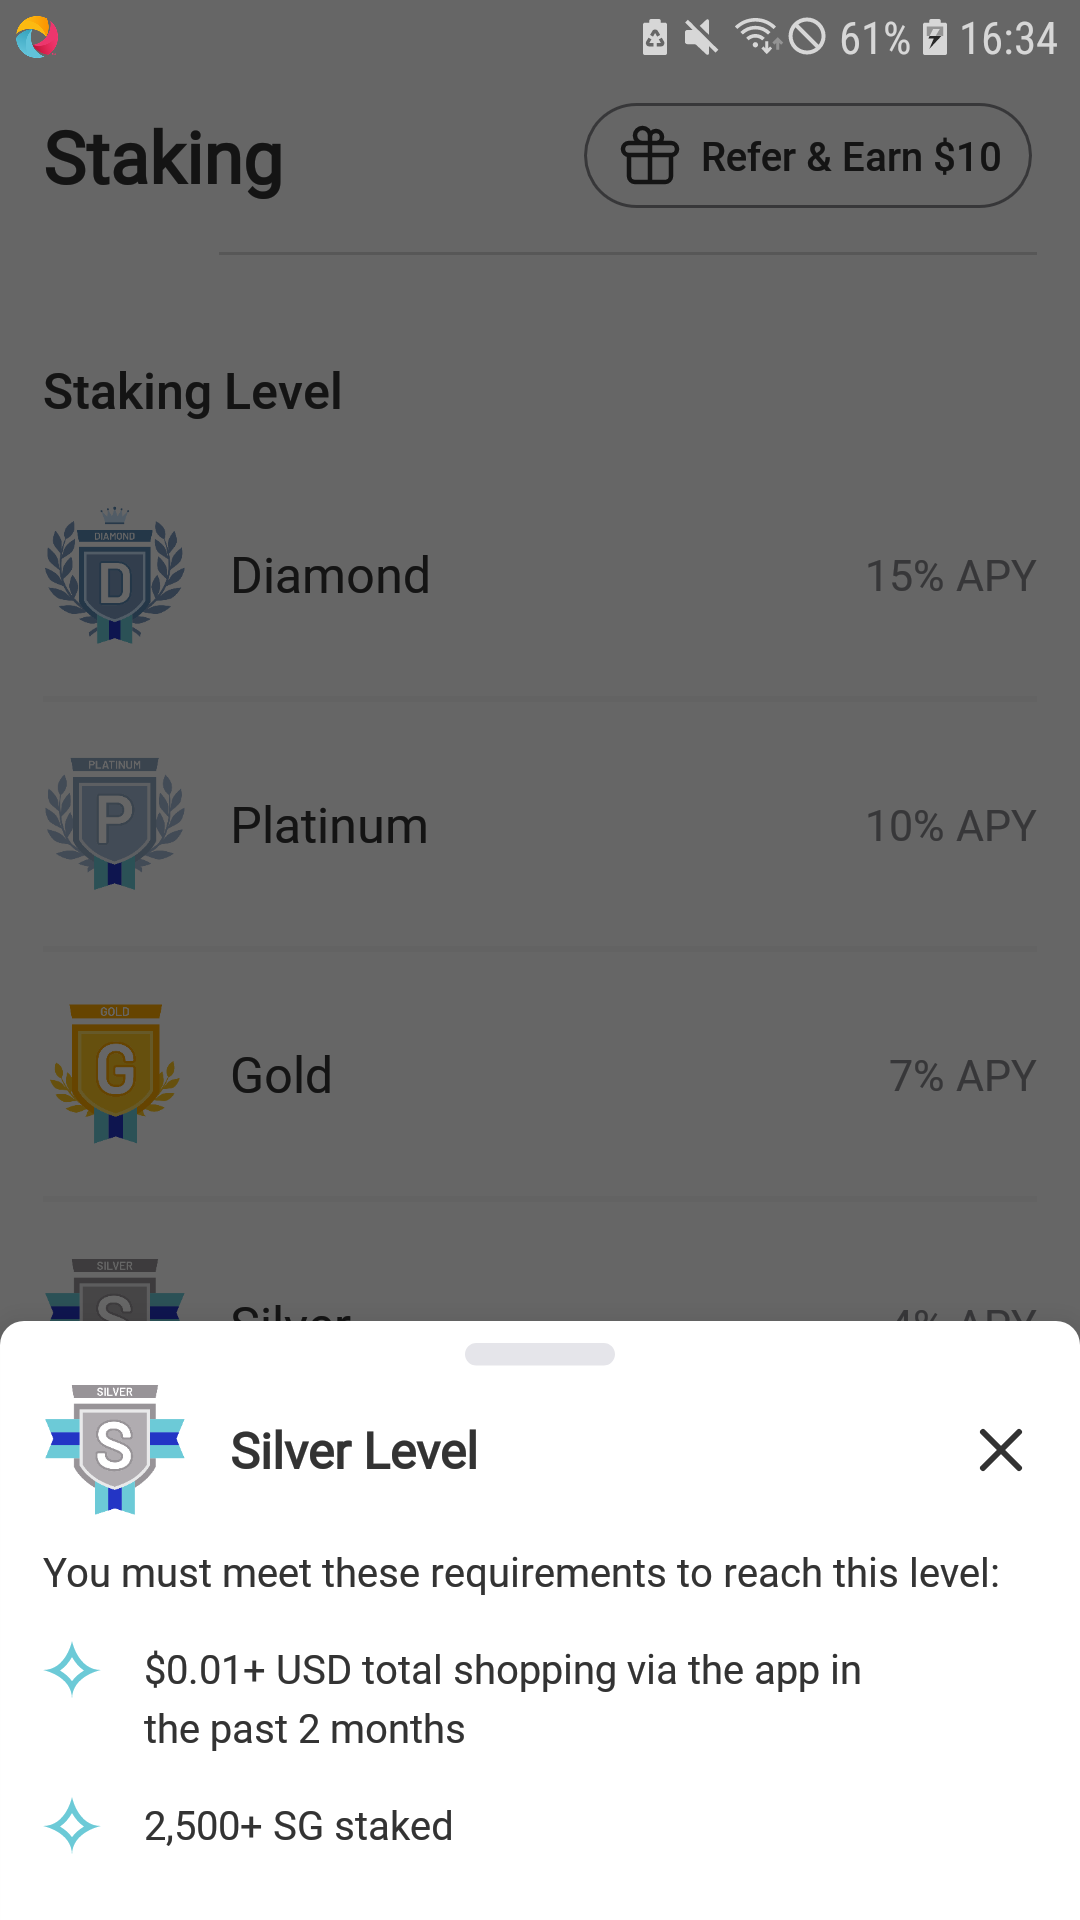 61% 16:34
Staking
Refer & Earn $10
Staking Level
DIAMOND
D
Diamond
15% APY
PLATINUM
P
Platinum
10% APY
GOLD
G
Gold
7% APY
SILVER
S
Silver
4% APY
SILVER
S
Silver Level
You must meet these requirements to reach this level:
$0.01+ USD total shopping via the app in
the past 2 months
2,500+ SG staked